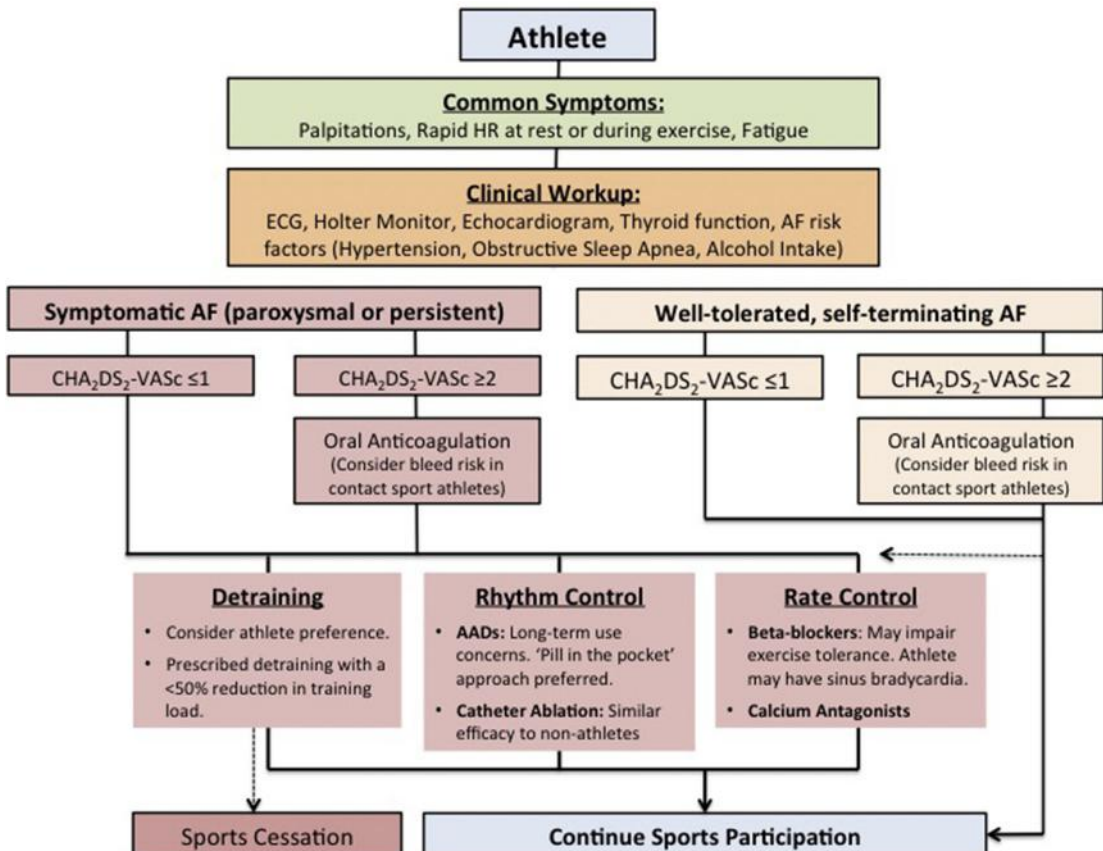 Athlete
Common Symptoms:
Palpitations, Rapid HR at rest or during exercise, Fatigue
Clinical Workup:
ECG, Holter Monitor, Echocardiogram, Thyroid function, AF risk
factors (Hypertension, Obstructive Sleep Apnea, Alcohol Intake)
Symptomatic AF (paroxysmal or persistent)
CHA₂DS₂-VASc ≤1
CHA₂DS₂-VASc ≥2
Oral Anticoagulation
(Consider bleed risk in
contact sport athletes)
Well-tolerated, self-terminating AF
CHA₂DS₂-VASc ≤1
CHA₂DS₂-VASc ≥2
Oral Anticoagulation
(Consider bleed risk in
contact sport athletes)
Detraining
• Consider athlete preference.
• Prescribed detraining with a
<50% reduction in training
load.
Rhythm Control
• AADs: Long-term use
concerns. ‘Pill in the pocket’
approach preferred.
• Catheter Ablation: Similar
efficacy to non-athletes
Rate Control
• Beta-blockers: May impair
exercise tolerance. Athlete
may have sinus bradycardia.
• Calcium Antagonists
Sports Cessation
Continue Sports Participation